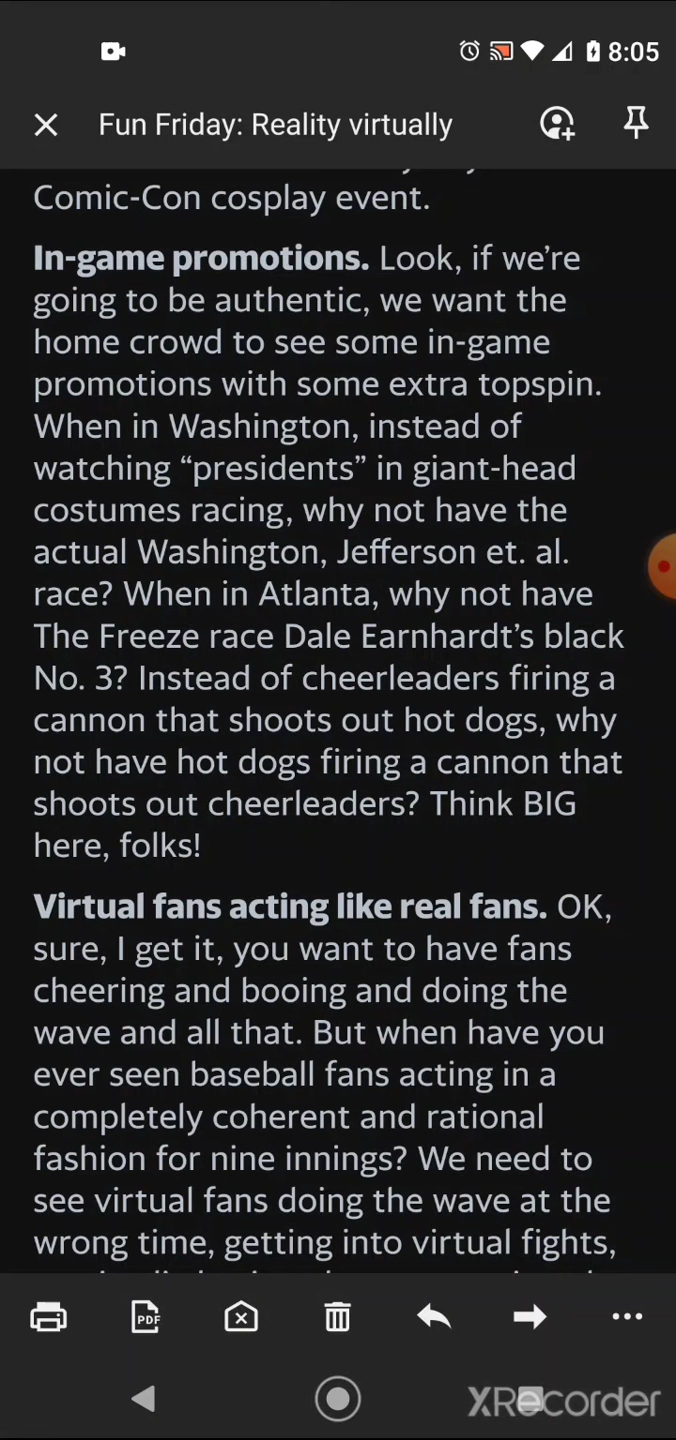 8:05
Fun Friday: Reality virtually
Comic-Con cosplay event.
In-game promotions. Look, if we’re
going to be authentic, we want the
home crowd to see some in-game
promotions with some extra topspin.
When in Washington, instead of
watching “presidents” in giant-head
costumes racing, why not have the
actual Washington, Jefferson et. al.
race? When in Atlanta, why not have
The Freeze race Dale Earnhardt’s black
No. 3? Instead of cheerleaders firing a
cannon that shoots out hot dogs, why
not have hot dogs firing a cannon that
shoots out cheerleaders? Think BIG
here, folks!
Virtual fans acting like real fans. OK,
sure, I get it, you want to have fans
cheering and booing and doing the
wave and all that. But when have you
ever seen baseball fans acting in a
completely coherent and rational
fashion for nine innings? We need to
see virtual fans doing the wave at the
wrong time, getting into virtual fights,
PDF
XRecorder